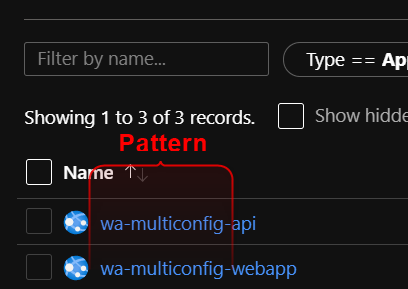 Filter by name...
Type == Ap
Showing 1 to 3 of 3 records.
Show hidde
Pattern
Name ↑↓
wa-multiconfig-api
wa-multiconfig-webapp